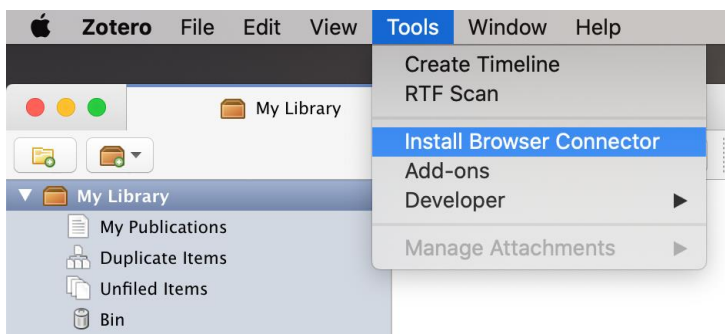 Zotero File Edit View Tools Window Help
Create Timeline
RTF Scan
My Library
Install Browser Connector
Add-ons
Developer
Manage Attachments
My Library
My Publications
Duplicate Items
Unfiled Items
Bin